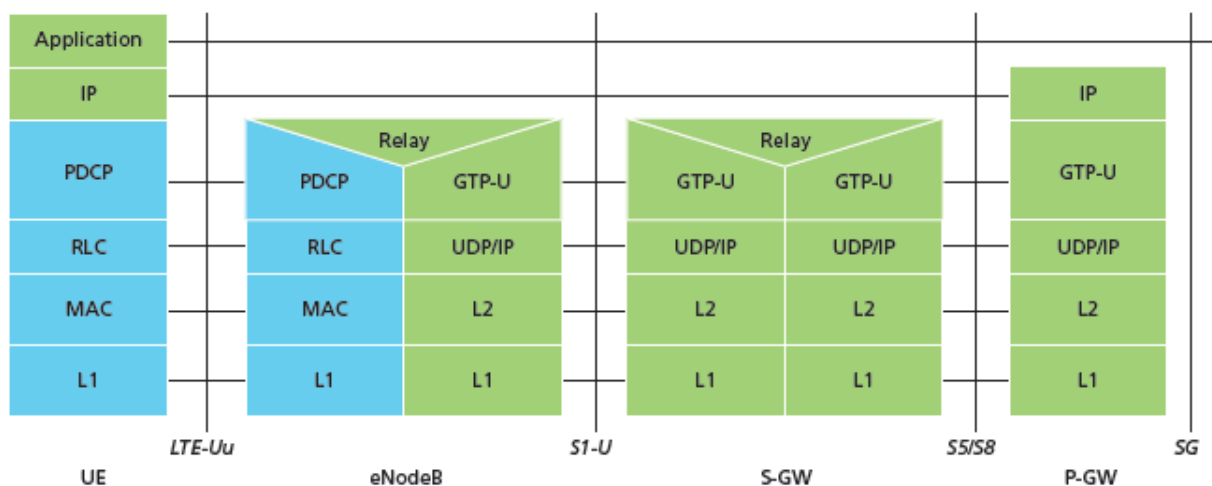 Application
IP IP
Relay Relay
PDCP PDCP GTP-U GTP-U GTP-U GTP-U
RLC RLC UDP/IP UDP/IP UDP/IP UDP/IP
MAC MAC L2 L2 L2 L2
L1 L1 L1 L1 L1 L1
LTE-Uu S1-U S5/S8 SG
UE eNodeB S-GW P-GW